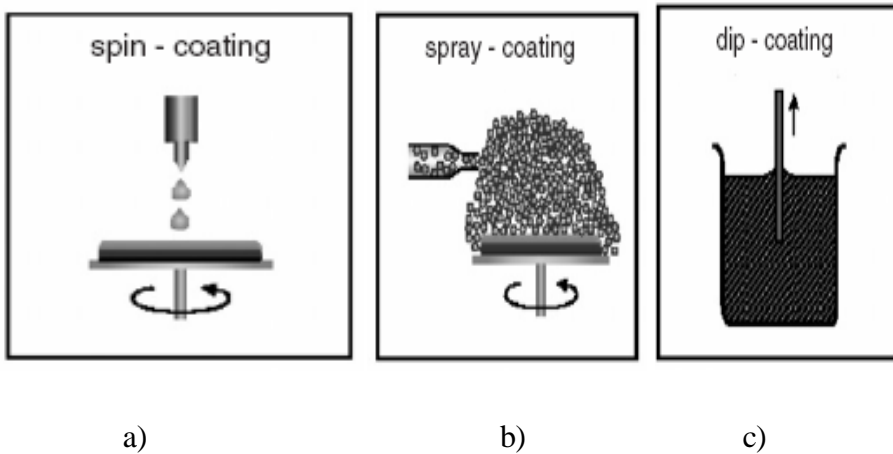 spin - coating
spray - coating
dip - coating
a)
b)
c)